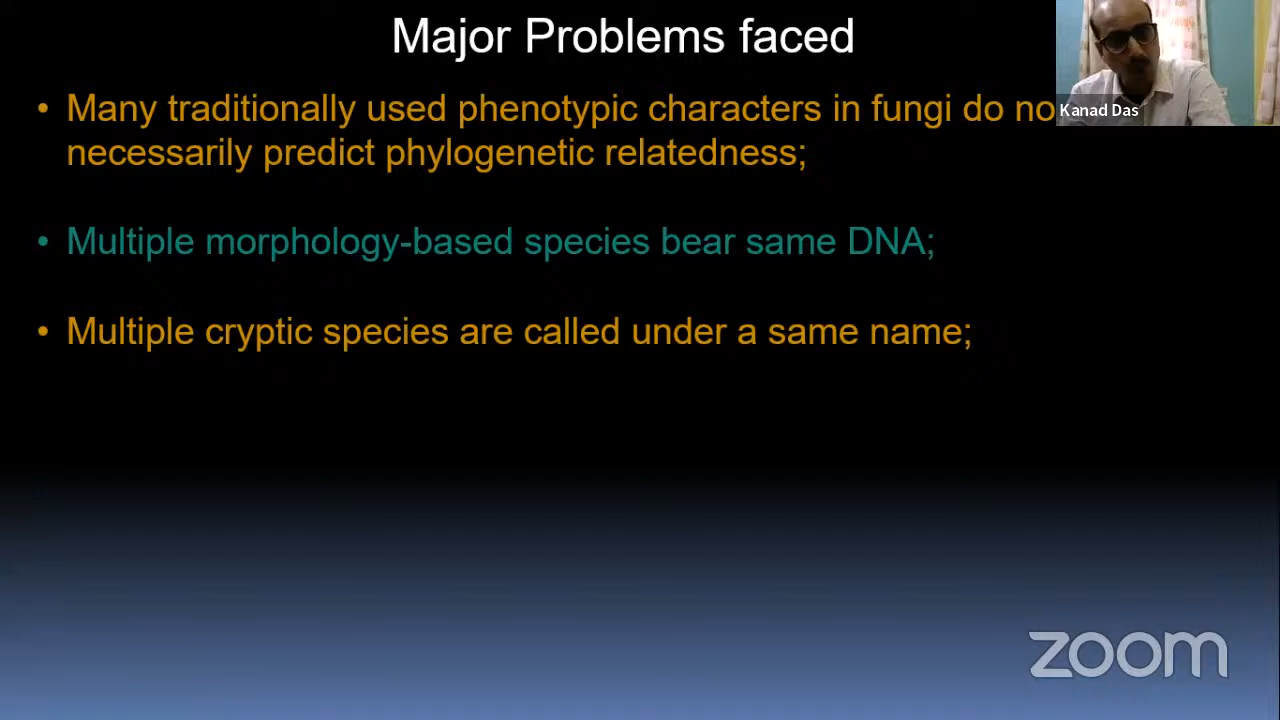 Major Problems faced
Kanad Das
• Many traditionally used phenotypic characters in fungi do no
necessarily predict phylogenetic relatedness;
• Multiple morphology-based species bear same DNA;
• Multiple cryptic species are called under a same name;
zoom